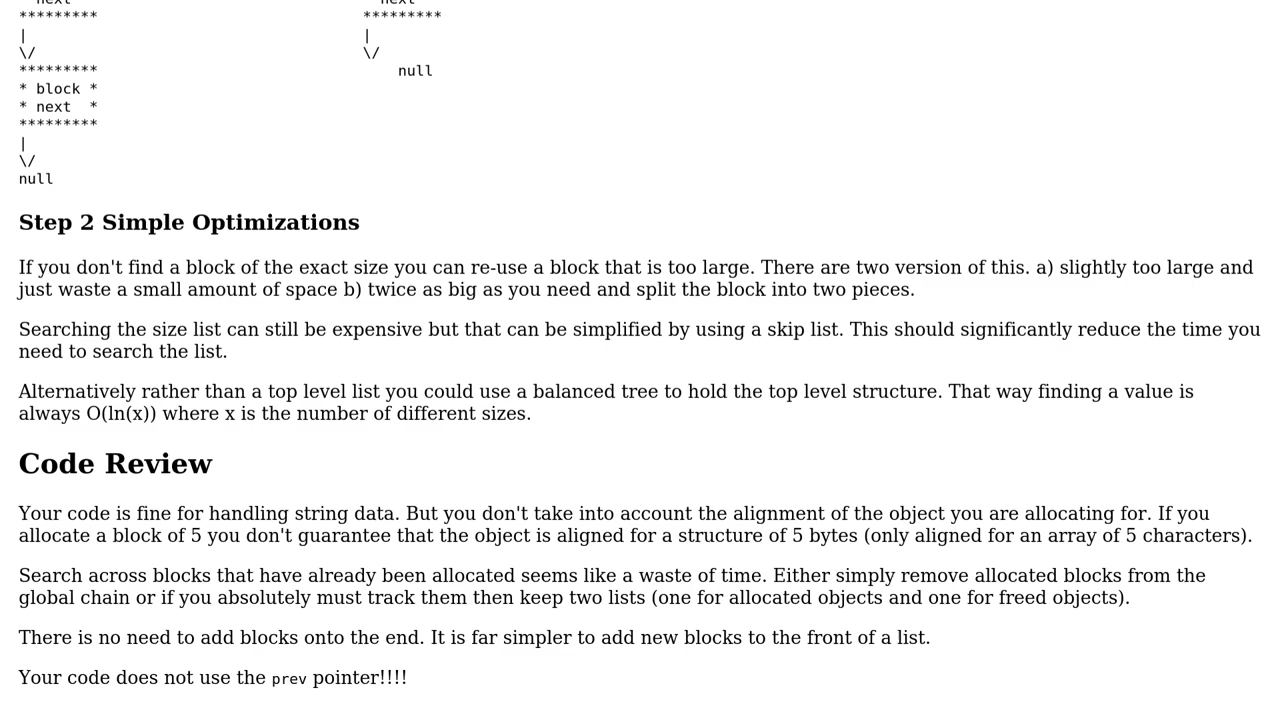 next next
********* *********
| |
\/ \/
********* null
* block *
* next  *
*********
|
\/
null
Step 2 Simple Optimizations
If you don't find a block of the exact size you can re-use a block that is too large. There are two version of this. a) slightly too large and
just waste a small amount of space b) twice as big as you need and split the block into two pieces.
Searching the size list can still be expensive but that can be simplified by using a skip list. This should significantly reduce the time you
need to search the list.
Alternatively rather than a top level list you could use a balanced tree to hold the top level structure. That way finding a value is
always O(ln(x)) where x is the number of different sizes.
Code Review
Your code is fine for handling string data. But you don't take into account the alignment of the object you are allocating for. If you
allocate a block of 5 you don't guarantee that the object is aligned for a structure of 5 bytes (only aligned for an array of 5 characters).
Search across blocks that have already been allocated seems like a waste of time. Either simply remove allocated blocks from the
global chain or if you absolutely must track them then keep two lists (one for allocated objects and one for freed objects).
There is no need to add blocks onto the end. It is far simpler to add new blocks to the front of a list.
Your code does not use the prev pointer!!!!